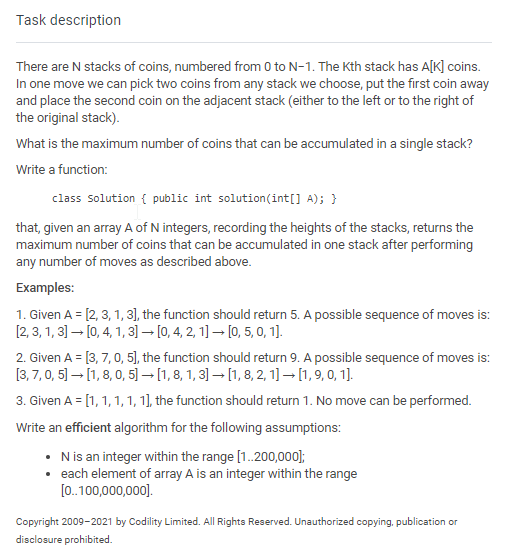 Task description
There are N stacks of coins, numbered from 0 to N−1. The Kth stack has A[K] coins.
In one move we can pick two coins from any stack we choose, put the first coin away
and place the second coin on the adjacent stack (either to the left or to the right of
the original stack).
What is the maximum number of coins that can be accumulated in a single stack?
Write a function:
class Solution { public int solution(int[] A); }
that, given an array A of N integers, recording the heights of the stacks, returns the
maximum number of coins that can be accumulated in one stack after performing
any number of moves as described above.
Examples:
1. Given A = [2, 3, 1, 3], the function should return 5. A possible sequence of moves is:
[2, 3, 1, 3] → [0, 4, 1, 3] → [0, 4, 2, 1] → [0, 5, 0, 1].
2. Given A = [3, 7, 0, 5], the function should return 9. A possible sequence of moves is:
[3, 7, 0, 5] → [1, 8, 0, 5] → [1, 8, 1, 3] → [1, 8, 2, 1] → [1, 9, 0, 1].
3. Given A = [1, 1, 1, 1, 1], the function should return 1. No move can be performed.
Write an efficient algorithm for the following assumptions:
• N is an integer within the range [1..200,000];
• each element of array A is an integer within the range
[0..100,000,000].
Copyright 2009–2021 by Codility Limited. All Rights Reserved. Unauthorized copying, publication or
disclosure prohibited.